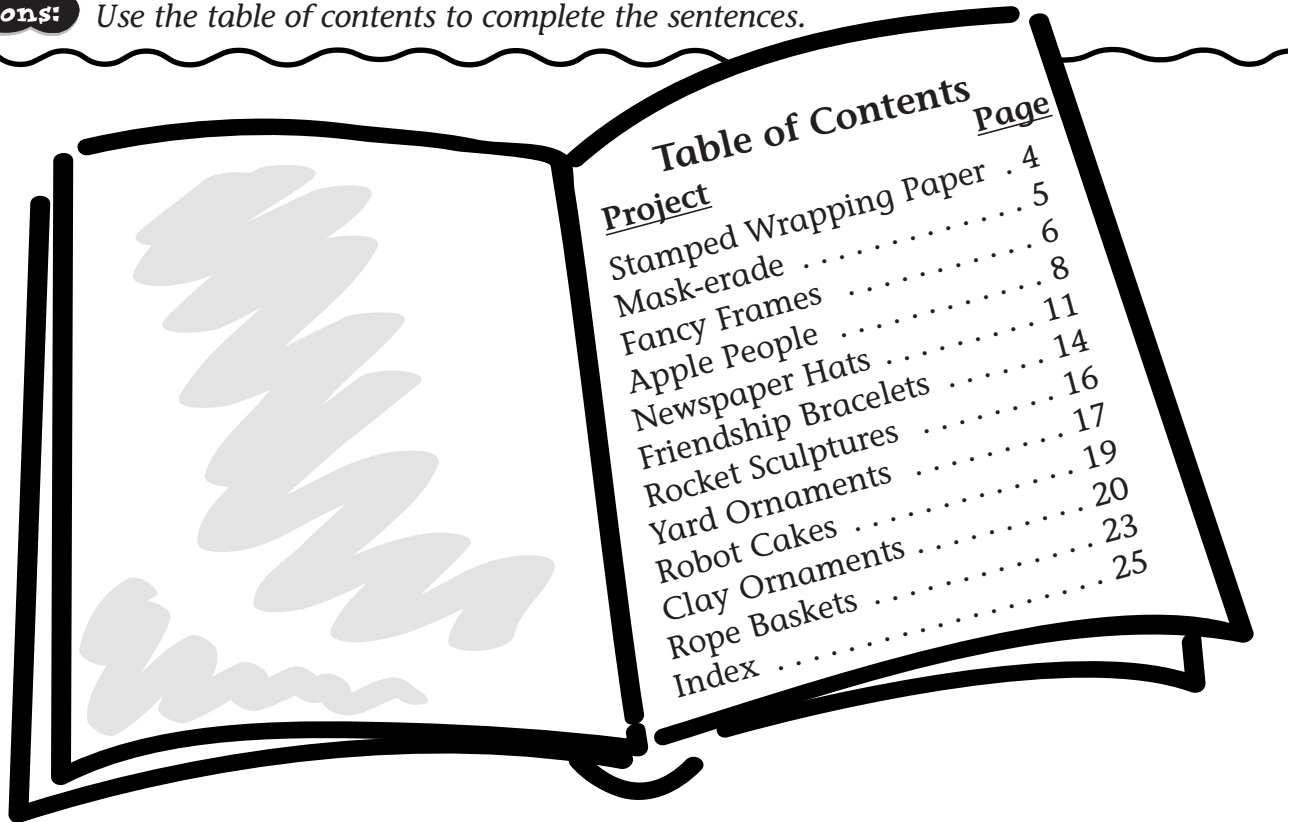 ons: Use the table of contents to complete the sentences.
Table of Contents
Project Page
Stamped Wrapping Paper . 4
Mask-erade . . . . . . . . . . . . 5
Fancy Frames . . . . . . . . . . 6
Apple People . . . . . . . . . . . 8
Newspaper Hats . . . . . . . . . 11
Friendship Bracelets . . . . . . 14
Rocket Sculptures . . . . . . . . 16
Yard Ornaments . . . . . . . . . 17
Robot Cakes . . . . . . . . . . . . . 19
Clay Ornaments . . . . . . . . . . 20
Rope Baskets . . . . . . . . . . . . . 23
Index . . . . . . . . . . . . . . . . . . 25